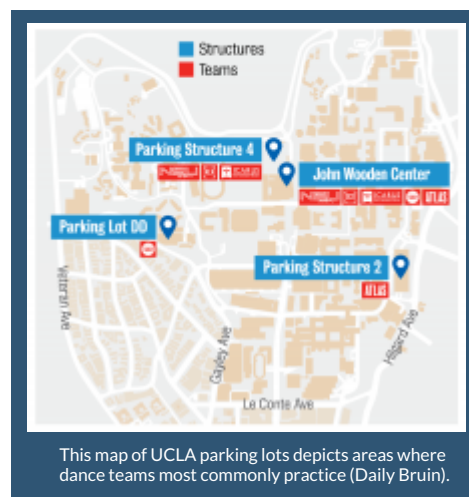 Structures
Teams
Parking Structure 4
John Wooden Center
ATLAS
Parking Lot DD
Parking Structure 2
ATLAS
Veteran Ave
Gayley Ave
Hilgard Ave
Le Conte Ave
This map of UCLA parking lots depicts areas where
dance teams most commonly practice (Daily Bruin).